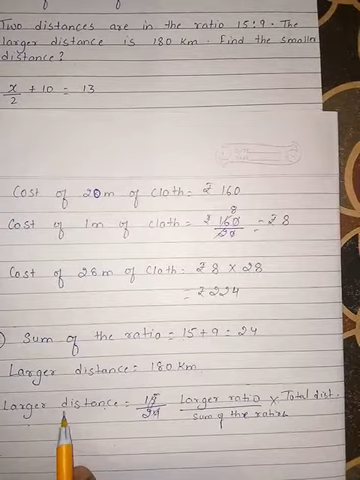 Two distances are in the ratio 15:9. The
larger distance is 180 km. Find the smaller
distance?
x/2 + 10 = 13
Cost of 20m of cloth = ₹ 160
Cost of 1m of cloth = ₹ 160/20 8 = ₹ 8
Cost of 28m of cloth = ₹ 8 × 28
= ₹ 224
) Sum of the ratio = 15 + 9 = 24
Larger distance = 180 km
Larger distance = 15/24 Larger ratio/Sum of the ratio × Total dist.